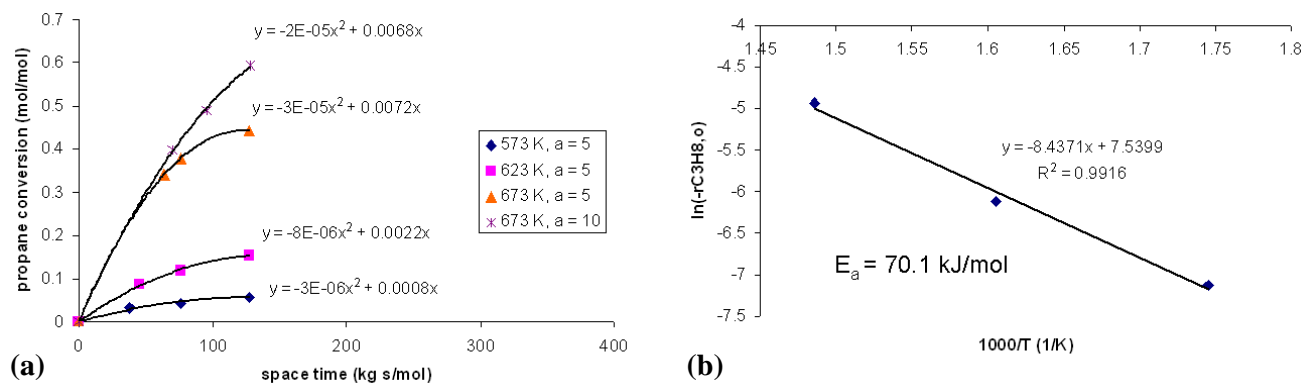 0.7
0.6
0.5
0.4
0.3
0.2
0.1
0
0
100
200
300
400
propane conversion (mol/mol)
space time (kg s/mol)
y = -2E-05x² + 0.0068x
y = -3E-05x² + 0.0072x
y = -8E-06x² + 0.0022x
y = -3E-06x² + 0.0008x
573 K, a = 5
623 K, a = 5
673 K, a = 5
673 K, a = 10
(a)
-4
1.45
1.5
1.55
1.6
1.65
1.7
1.75
1.8
-4.5
-5
-5.5
-6
-6.5
-7
-7.5
ln(-rC3H8,o)
y = -8.4371x + 7.5399
R² = 0.9916
Eₐ = 70.1 kJ/mol
1000/T (1/K)
(b)